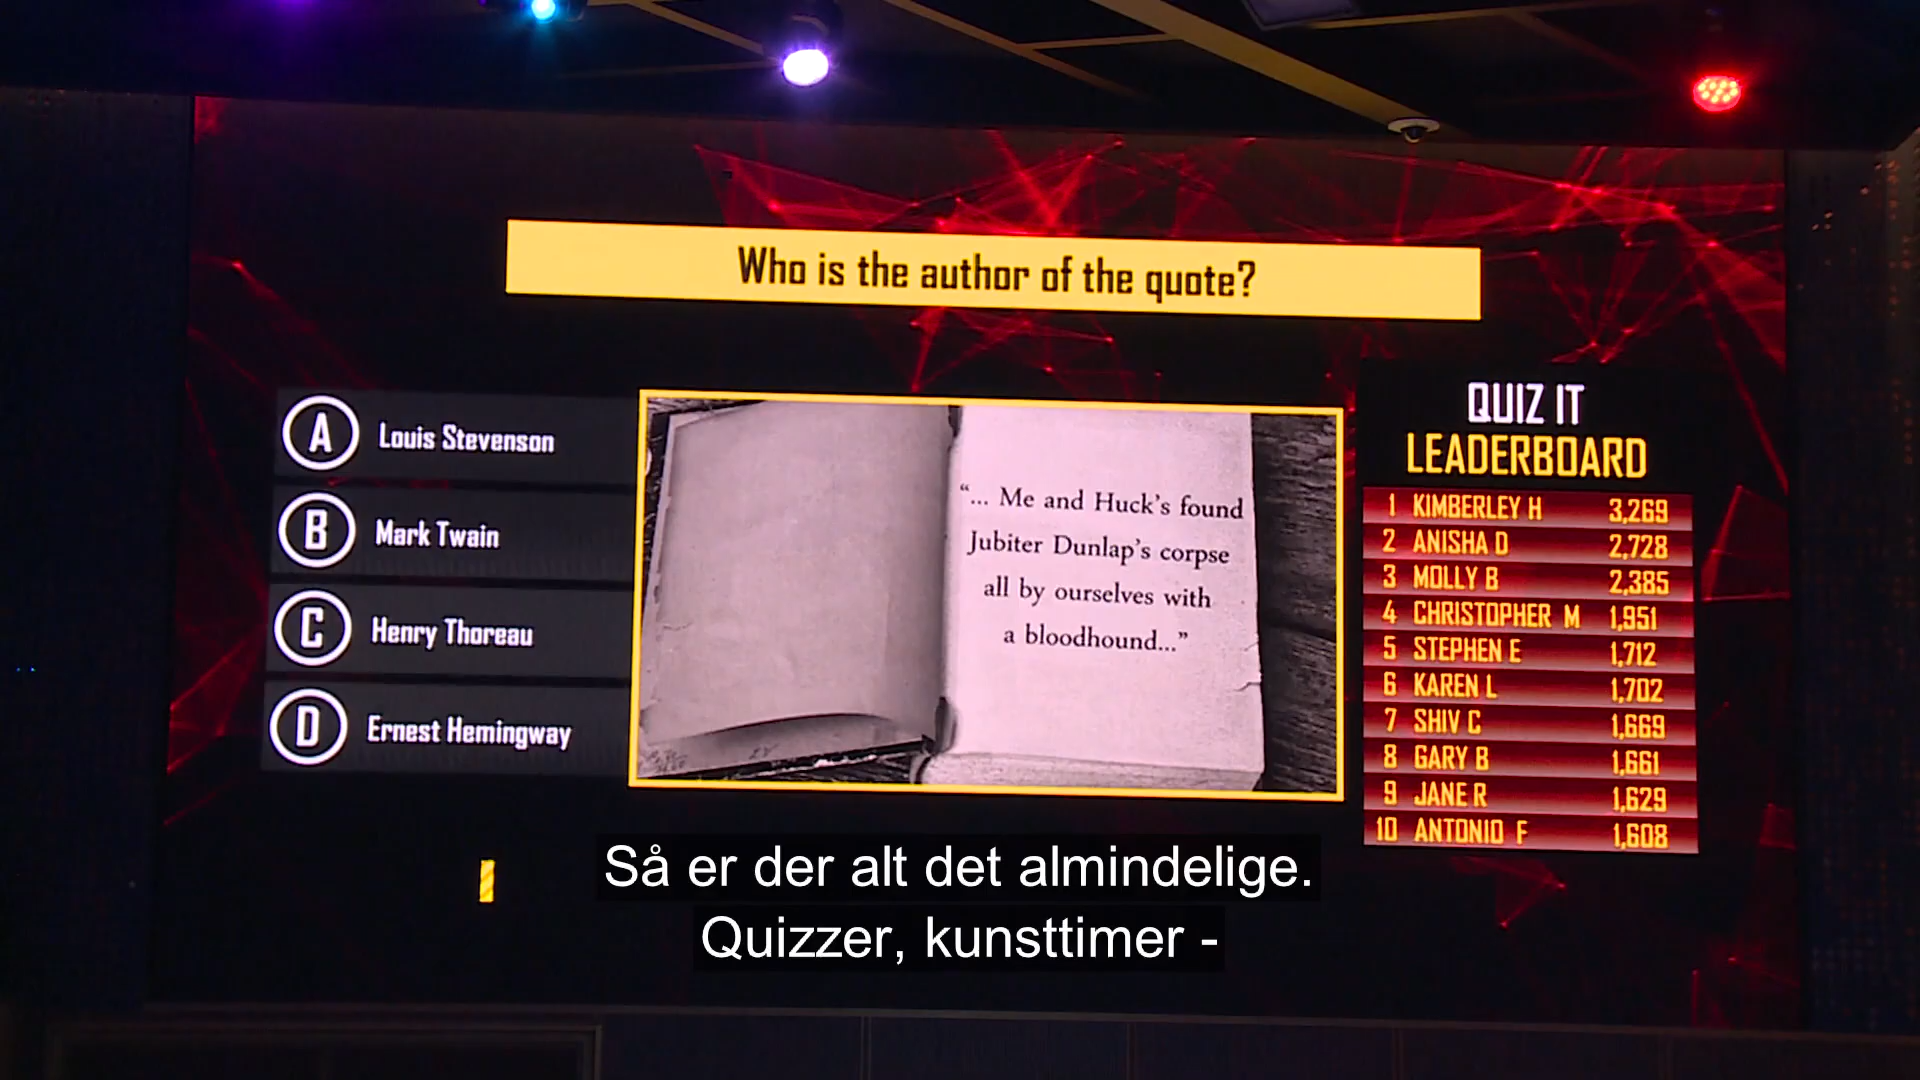 Who is the author of the quote?
A Louis Stevenson
B Mark Twain
C Henry Thoreau
D Ernest Hemingway
"... Me and Huck's found
Jubiter Dunlap's corpse
all by ourselves with
a bloodhound..."
QUIZ IT
LEADERBOARD
1 KIMBERLEY H 3,269
2 ANISHA D 2,728
3 MOLLY B 2,385
4 CHRISTOPHER M 1,951
5 STEPHEN E 1,712
6 KAREN L 1,702
7 SHIV C 1,669
8 GARY B 1,661
9 JANE R 1,629
10 ANTONIO F 1,608
Så er der alt det almindelige.
Quizzer, kunsttimer -